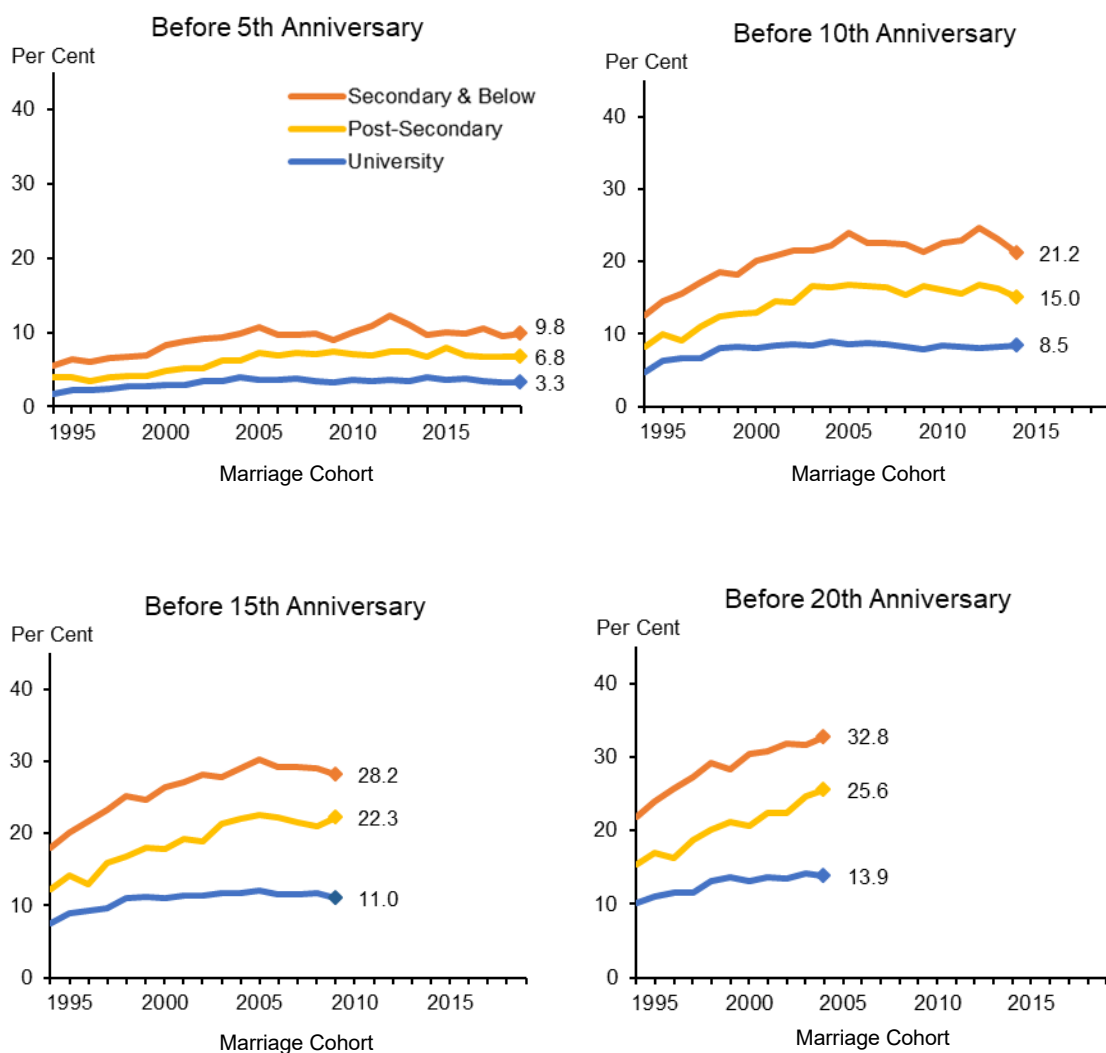 Before 5th Anniversary
Per Cent
40
30
20
10
0
Secondary & Below
Post-Secondary
University
9.8
6.8
3.3
1995 2000 2005 2010 2015
Marriage Cohort
Before 10th Anniversary
Per Cent
40
30
20
10
0
21.2
15.0
8.5
1995 2000 2005 2010 2015
Marriage Cohort
Before 15th Anniversary
Per Cent
40
30
20
10
0
28.2
22.3
11.0
1995 2000 2005 2010 2015
Marriage Cohort
Before 20th Anniversary
Per Cent
40
30
20
10
0
32.8
25.6
13.9
1995 2000 2005 2010 2015
Marriage Cohort